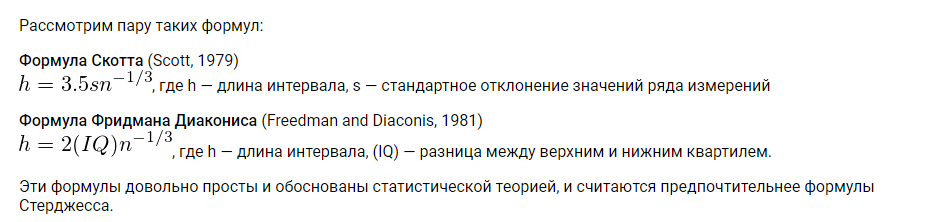 Рассмотрим пару таких формул:
Формула Скотта (Scott, 1979)
h = 3.5sn^{-1/3}, где h — длина интервала, s — стандартное отклонение значений ряда измерений
Формула Фридмана Диакониса (Freedman and Diaconis, 1981)
h = 2(IQ)n^{-1/3}, где h — длина интервала, (IQ) — разница между верхним и нижним квартилем.
Эти формулы довольно просты и обоснованы статистической теорией, и считаются предпочтительнее формулы
Стерджесса.